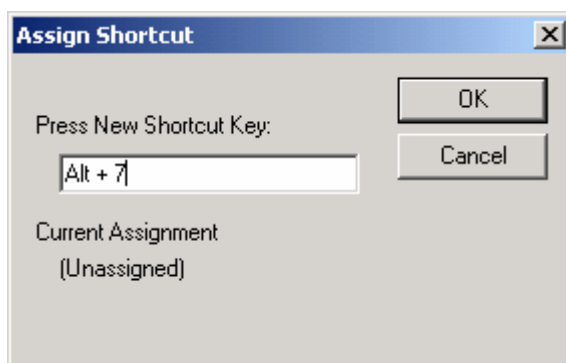 Assign Shortcut
OK
Press New Shortcut Key:
Cancel
Alt + 7
Current Assignment
(Unassigned)